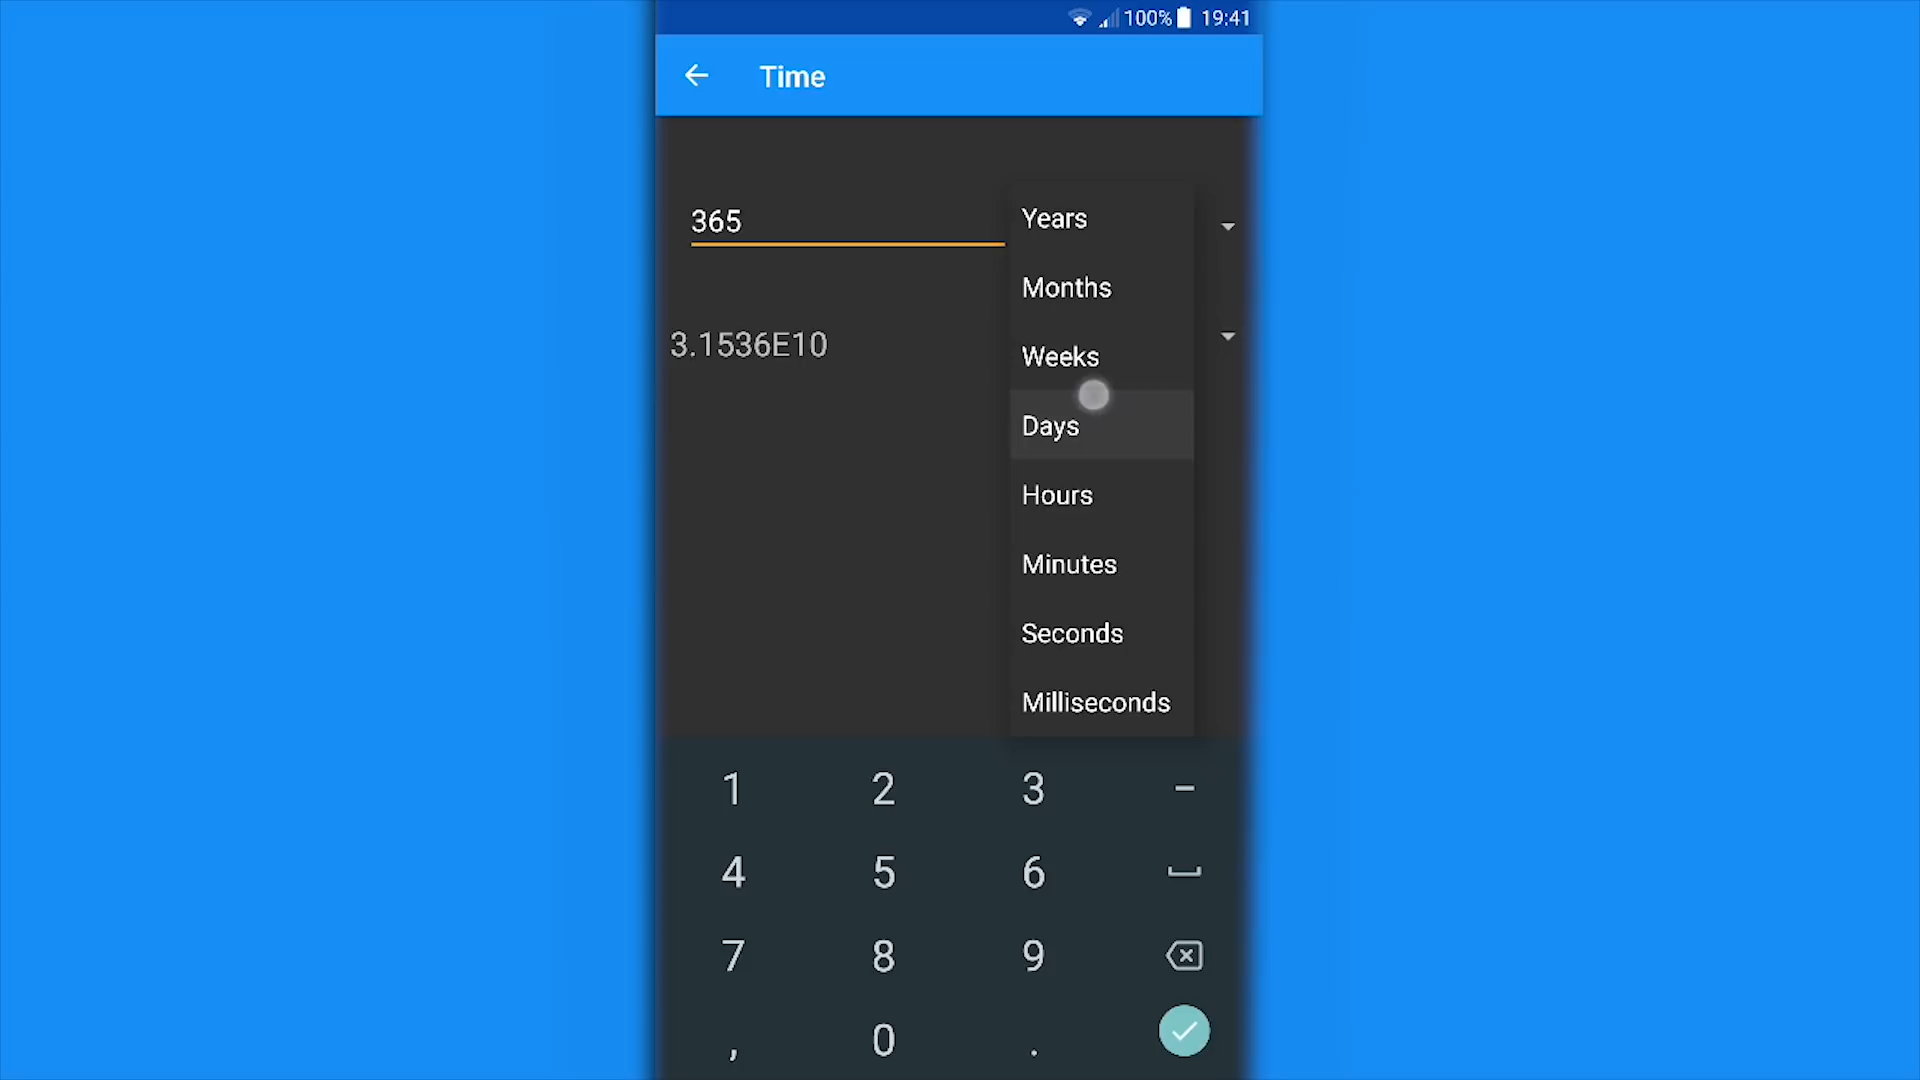 100% 19:41
Time
365
Years
Months
3.1536E10
Weeks
Days
Hours
Minutes
Seconds
Milliseconds
1 2 3 –
4 5 6
7 8 9
, 0 .